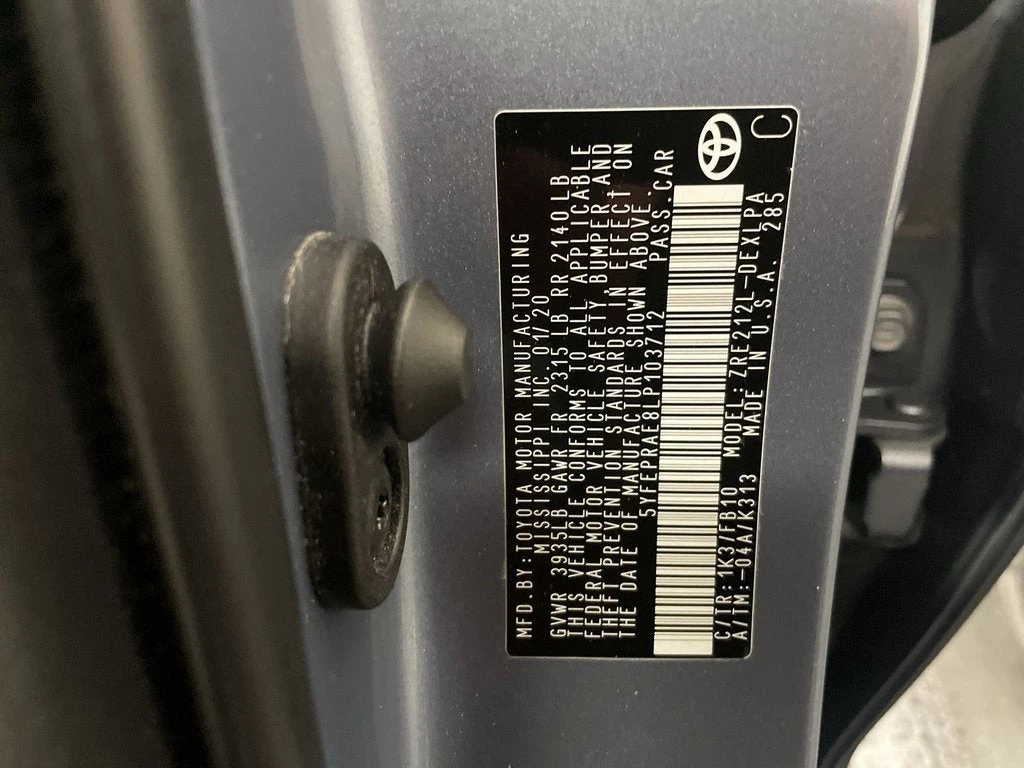 MFD.BY: TOYOTA MOTOR MANUFACTURING
MISSISSIPPI INC. 01/20
GVWR 3935LB GAWR FR 2315 LB RR 2140 LB
THIS VEHICLE CONFORMS TO ALL APPLICABLE
FEDERAL MOTOR VEHICLE SAFETY, BUMPER AND
THEFT PREVENTION STANDARDS IN EFFECT ON
THE DATE OF MANUFACTURE SHOWN ABOVE.
5YFEPRAE8LP103712 PASS.CAR
C/TR:1K3/FB10 MODEL:ZRE212L-DEXLPA
A/TM:-04A/K313 MADE IN U.S.A. 285
C